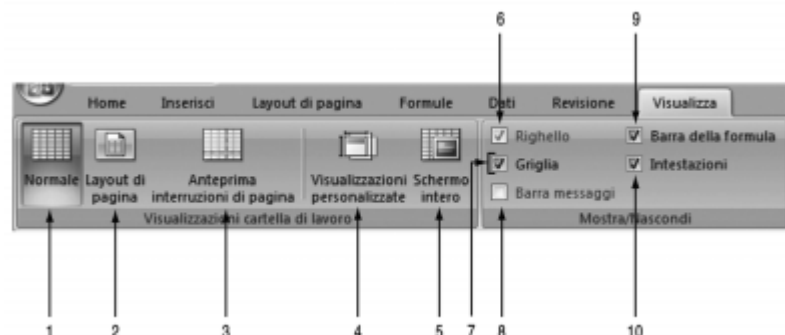 6 9
Home Inserisci Layout di pagina Formule Dati Revisione Visualizza
Righello Barra della formula
Normale Layout di pagina Anteprima interruzioni di pagina Visualizzazioni personalizzate Schermo intero
Griglia Intestazioni
Barra messaggi
Visualizzazioni cartella di lavoro Mostra/Nascondi
1 2 3 4 5 7 8 10